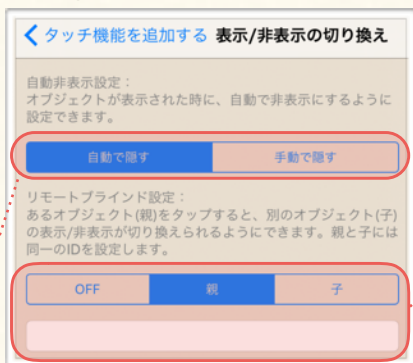 タッチ機能を追加する 表示/非表示の切り換え
自動非表示設定：
オブジェクトが表示された時に、自動で非表示にするように
設定できます。
自動で隠す 手動で隠す
リモートブラインド設定：
あるオブジェクト(親)をタップすると、別のオブジェクト(子)
の表示/非表示が切り換えられるようにできます。親と子には
同一のIDを設定します。
OFF 親 子